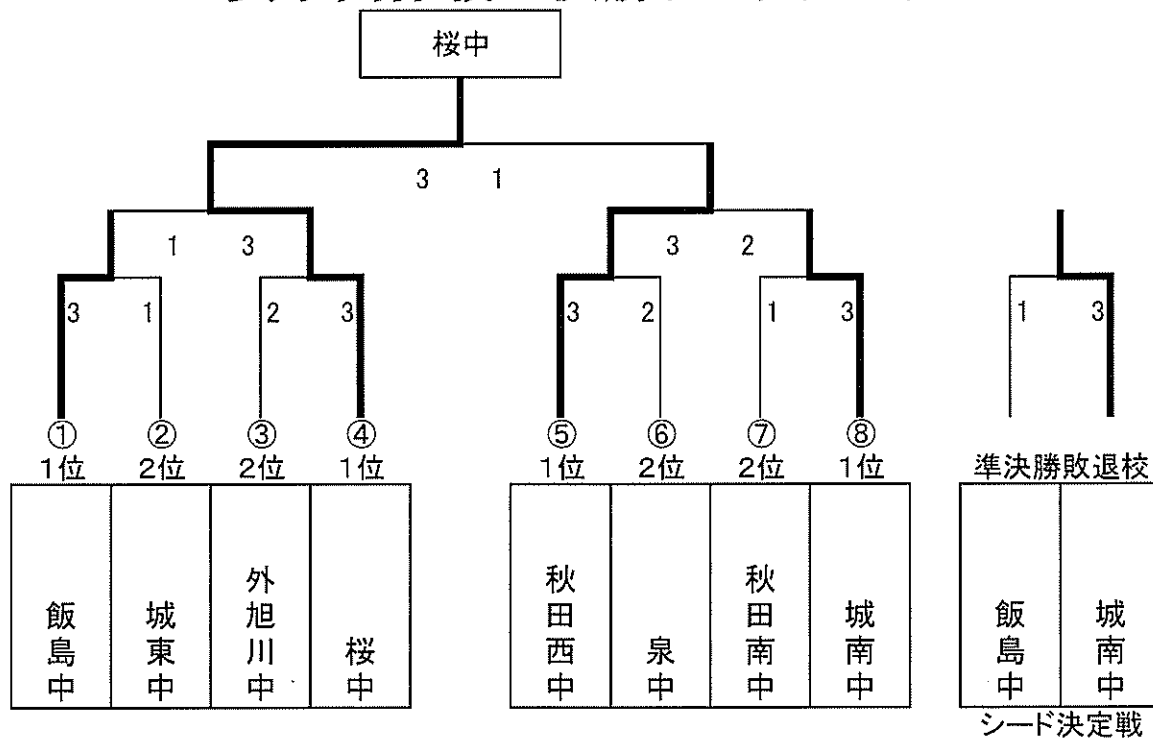 桜中
3 1
1 3
3 2
3 1 2 3
3 2 1 3
1 3
① ② ③ ④ ⑤ ⑥ ⑦ ⑧
1位 2位 2位 1位 1位 2位 2位 1位 準決勝敗退校
飯島中
城東中
外旭川中
桜中
秋田西中
泉中
秋田南中
城南中
飯島中
城南中
シード決定戦